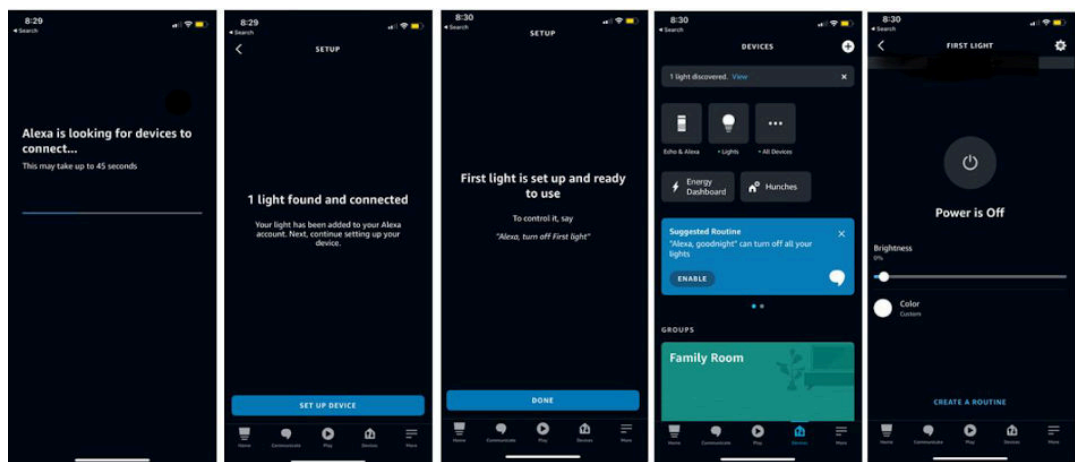 8:29
◄ Search
Alexa is looking for devices to
connect...
This may take up to 45 seconds
8:29
◄ Search
SETUP
1 light found and connected
Your light has been added to your Alexa
account. Next, continue setting up your
device.
SET UP DEVICE
Home Communicate Play Devices More
8:30
◄ Search
SETUP
First light is set up and ready
to use
To control it, say
"Alexa, turn off First light"
DONE
Home Communicate Play Devices More
8:30
◄ Search
DEVICES
1 light discovered. View
Echo & Alexa • Lights • All Devices
Energy
Dashboard
Hunches
Suggested Routine
"Alexa, goodnight" can turn off all your
lights
ENABLE
GROUPS
Family Room
Home Communicate Play Devices More
8:30
◄ Search
FIRST LIGHT
Power is Off
Brightness
0%
Color
Custom
CREATE A ROUTINE
Home Communicate Play Devices More